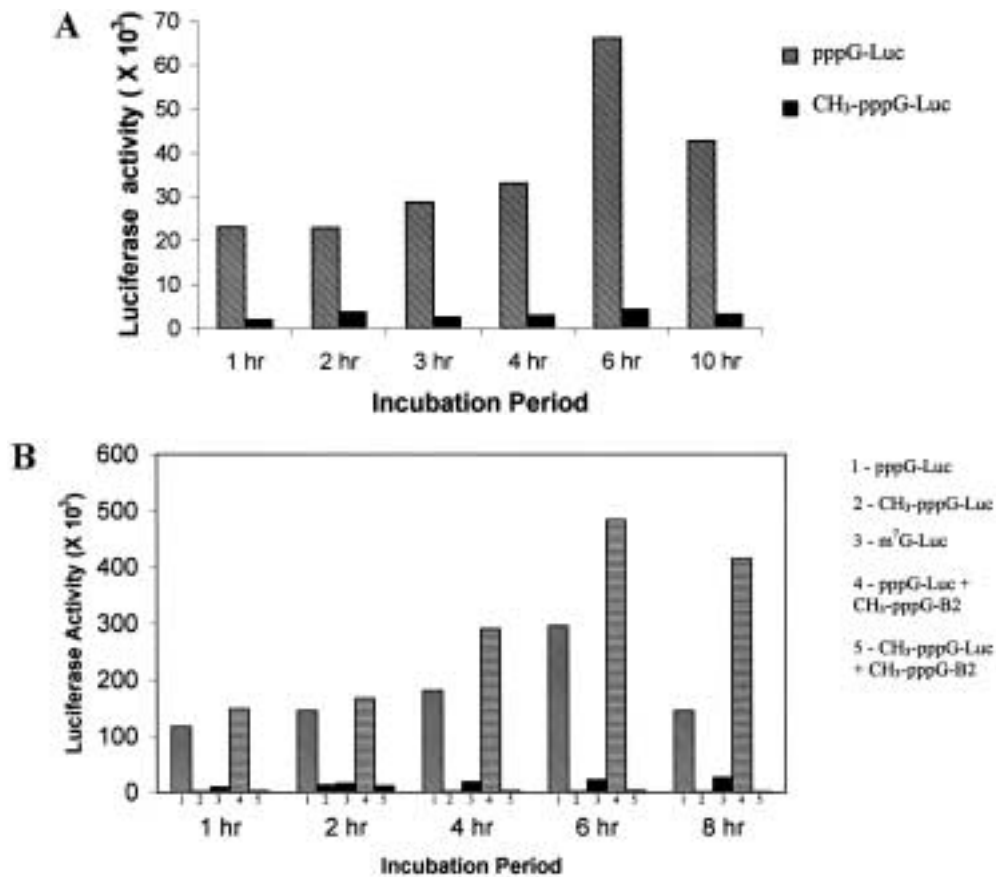 A
Luciferase activity ( X 10³)
70
60
50
40
30
20
10
0
1 hr 2 hr 3 hr 4 hr 6 hr 10 hr
Incubation Period
pppG-Luc
CH₃-pppG-Luc
B
Luciferase Activity (X 10³)
600
500
400
300
200
100
0
1 2 3 4 5 1 2 3 4 5 1 2 3 4 5 1 2 3 4 5 1 2 3 4 5
1 hr 2 hr 4 hr 6 hr 8 hr
Incubation Period
1 - pppG-Luc
2 - CH₃-pppG-Luc
3 - m⁷G-Luc
4 - pppG-Luc +
CH₃-pppG-B2
5 - CH₃-pppG-Luc
+ CH₃-pppG-B2